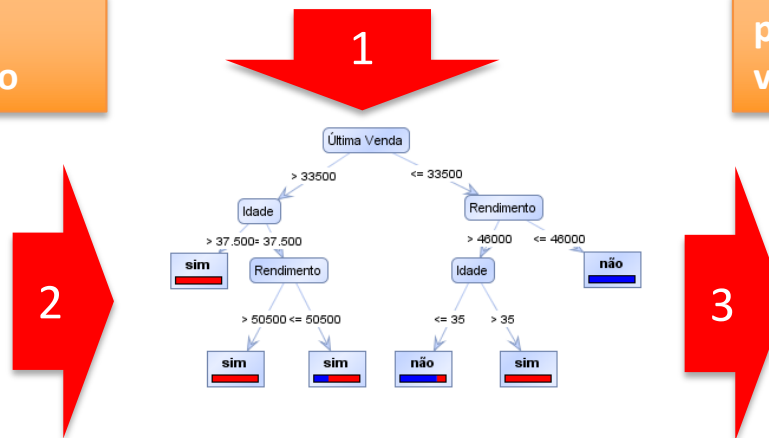 o
1
p
v
Última Venda
> 33500
<= 33500
Idade
Rendimento
> 37.500
= 37.500
> 46000
<= 46000
sim
Rendimento
Idade
não
2
3
> 50500
<= 50500
<= 35
> 35
sim
sim
não
sim